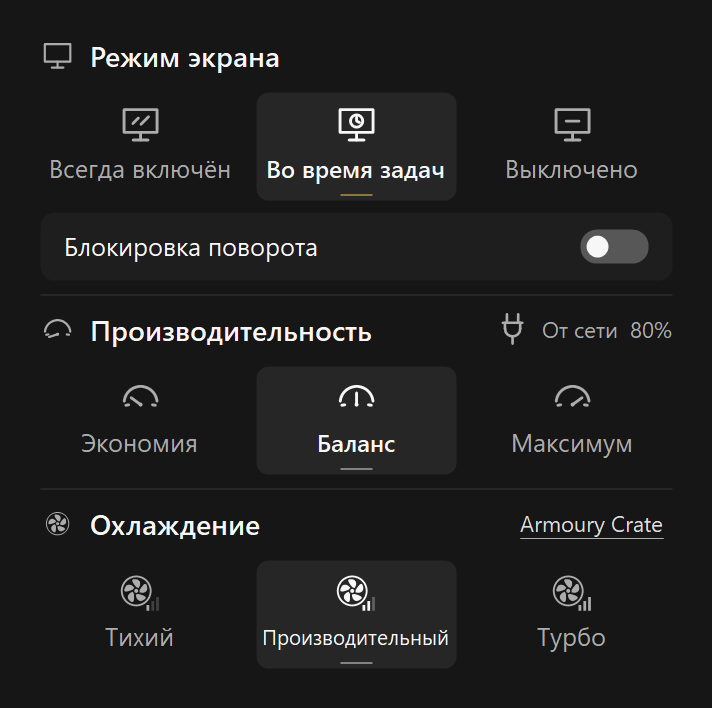 Режим экрана
Всегда включён Во время задач Выключено
Блокировка поворота
Производительность От сети 80%
Экономия Баланс Максимум
Охлаждение Armoury Crate
Тихий Производительный Турбо